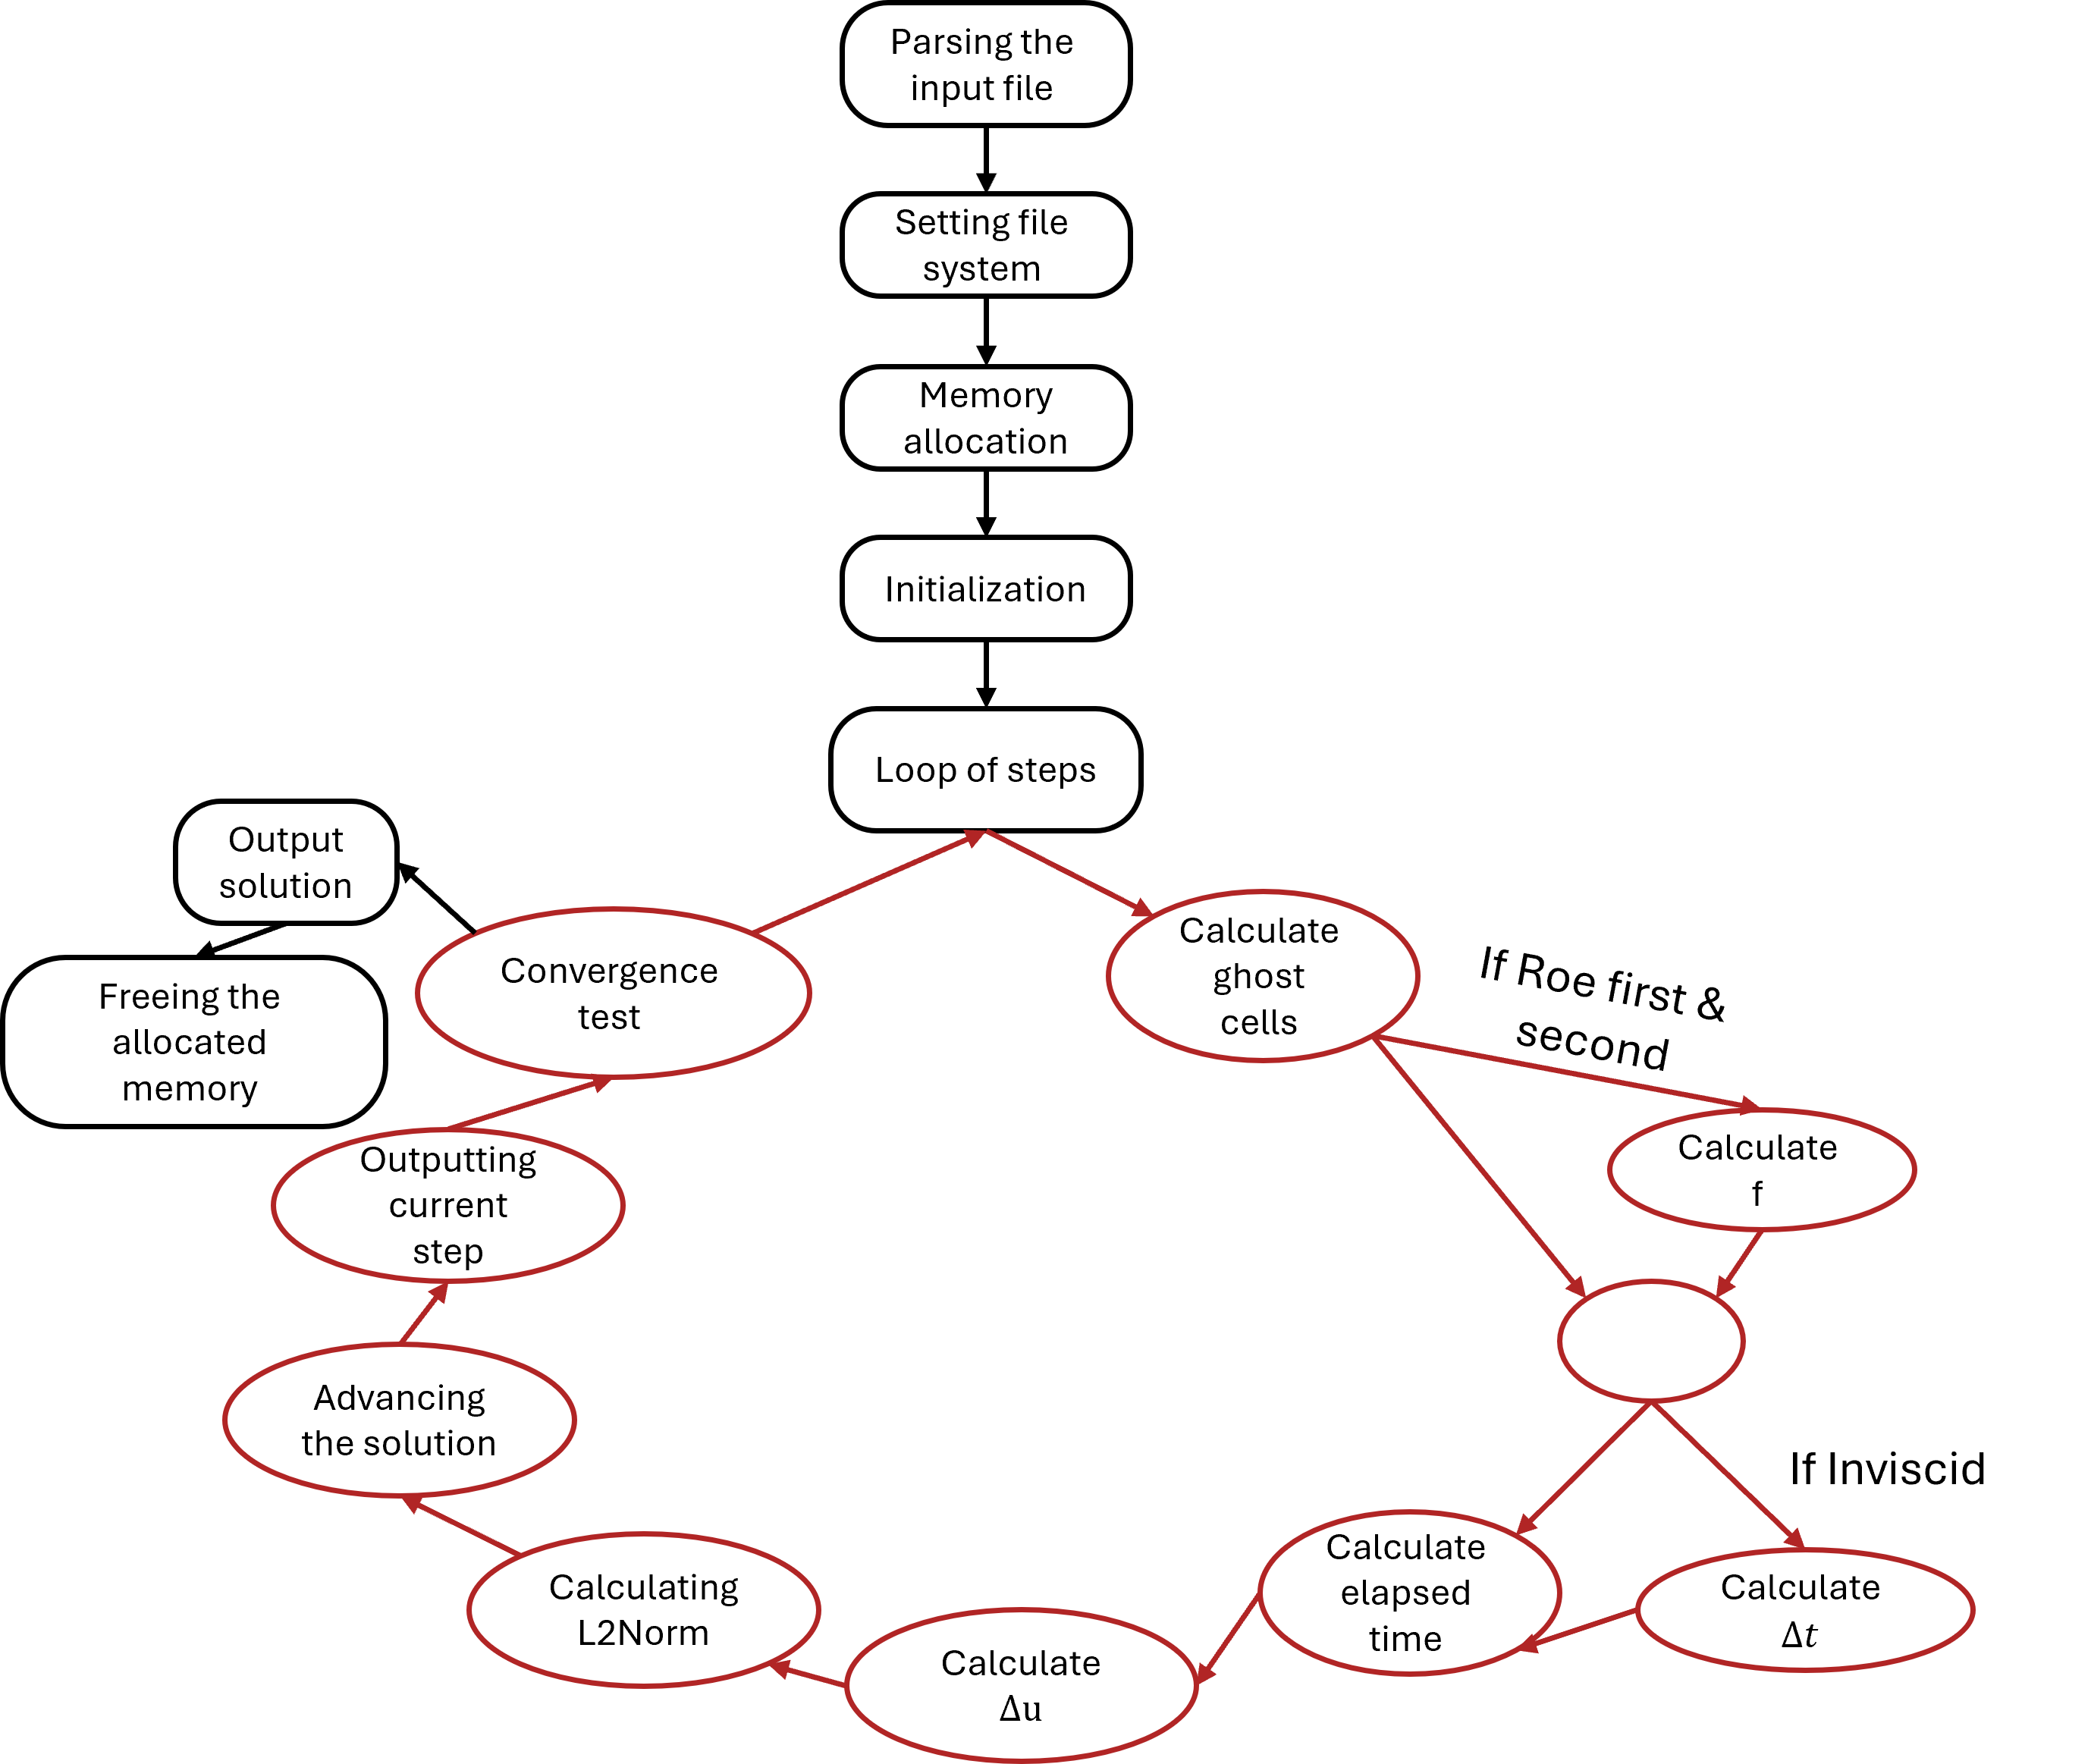 Parsing the
input file
Setting file
system
Memory
allocation
Initialization
Loop of steps
Output
solution
Freeing the
allocated
memory
Convergence
test
Calculate
ghost
cells
If Roe first &
second
Calculate
f
Outputting
current
step
Advancing
the solution
If Inviscid
Calculate
elapsed
time
Calculate
Δt
Calculating
L2Norm
Calculate
Δu